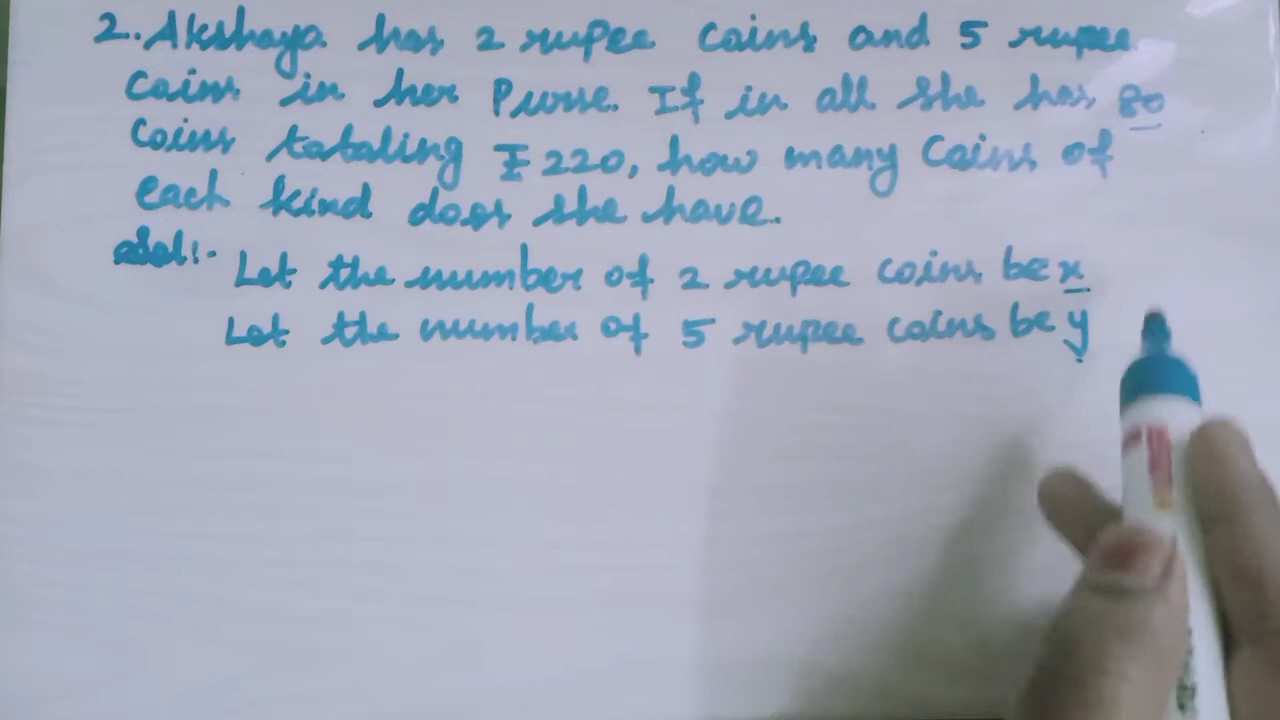 2. Akshaya has 2 rupee coins and 5 rupee
coins in her Purse. If in all she has 80
coins totaling ₹ 220, how many Coins of
each kind does she have.
Sol:-
Let the number of 2 rupee coins be x
Let the number of 5 rupee coins be y